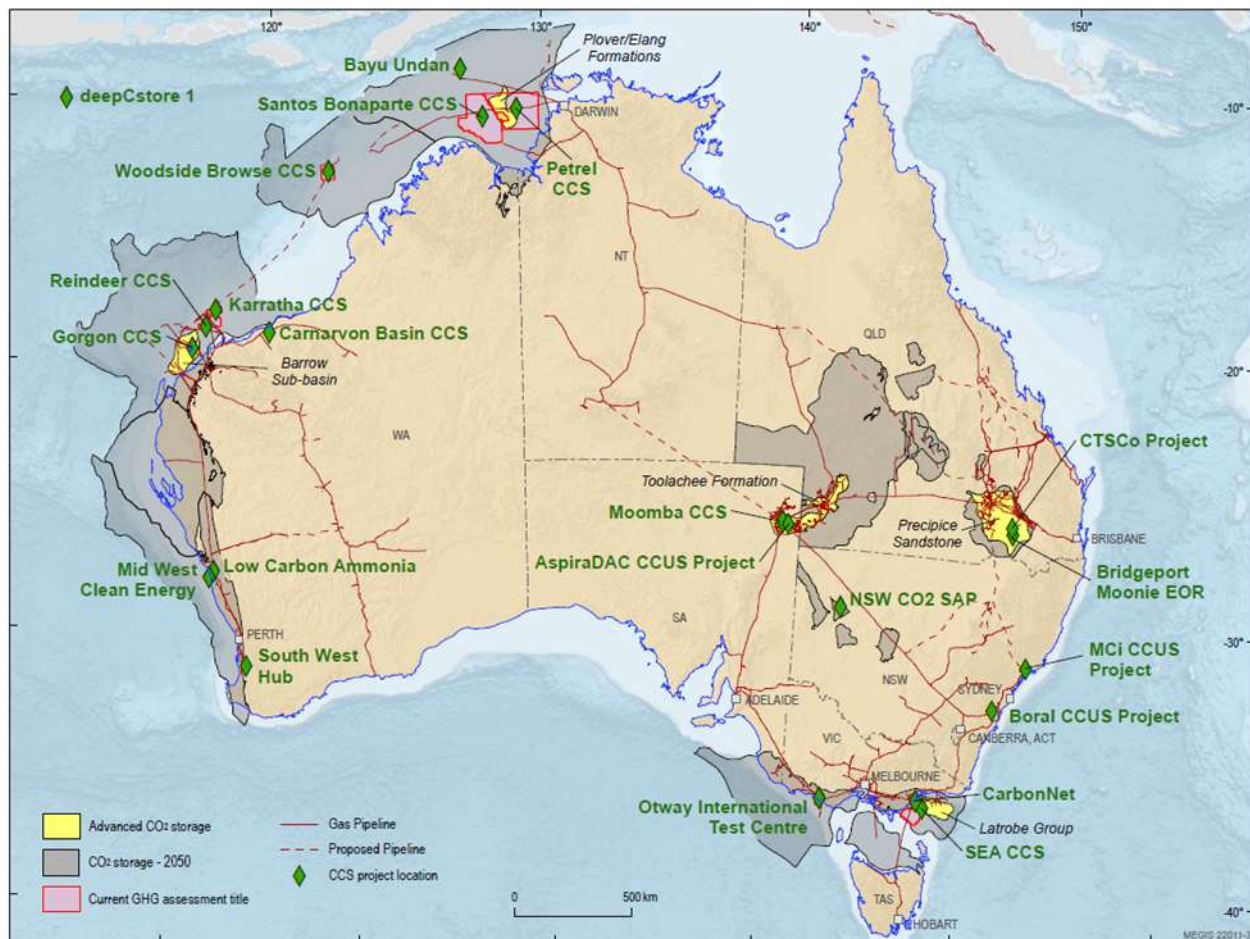 120°
130°
140°
150°
Plover/Elang
Formations
Bayu Undan
deepCstore 1
Santos Bonaparte CCS
DARWIN
-10°
Woodside Browse CCS
Petrel
CCS
NT
Reindeer CCS
Karratha CCS
Gorgon CCS
Carnarvon Basin CCS
QLD
Barrow
Sub-basin
-20°
WA
CTSCo Project
Toolachee Formation
Moomba CCS
Precipice
Sandstone
BRISBANE
AspiraDAC CCUS Project
Mid West
Clean Energy
Low Carbon Ammonia
Bridgeport
Moonie EOR
NSW CO2 SAP
SA
PERTH
-30°
South West
Hub
MCi CCUS
Project
NSW
SYDNEY
ADELAIDE
Boral CCUS Project
VIC
CANBERRA, ACT
MELBOURNE
Otway International
Test Centre
CarbonNet
Latrobe Group
SEA CCS
Advanced CO2 storage
CO2 storage - 2050
Current GHG assessment title
Gas Pipeline
Proposed Pipeline
CCS project location
0
500 km
TAS
HOBART
-40°
MEGIS 22011-3